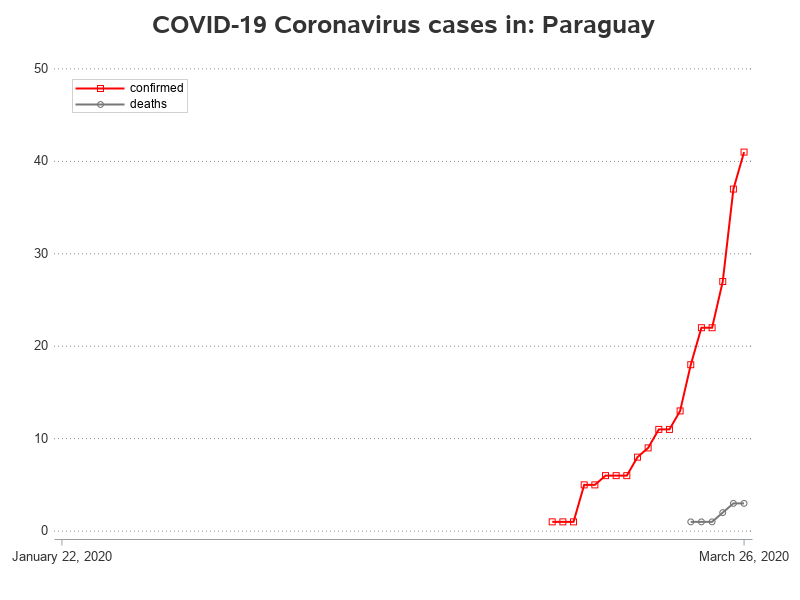 COVID-19 Coronavirus cases in: Paraguay
50
confirmed
deaths
40
30
20
10
0
January 22, 2020
March 26, 2020